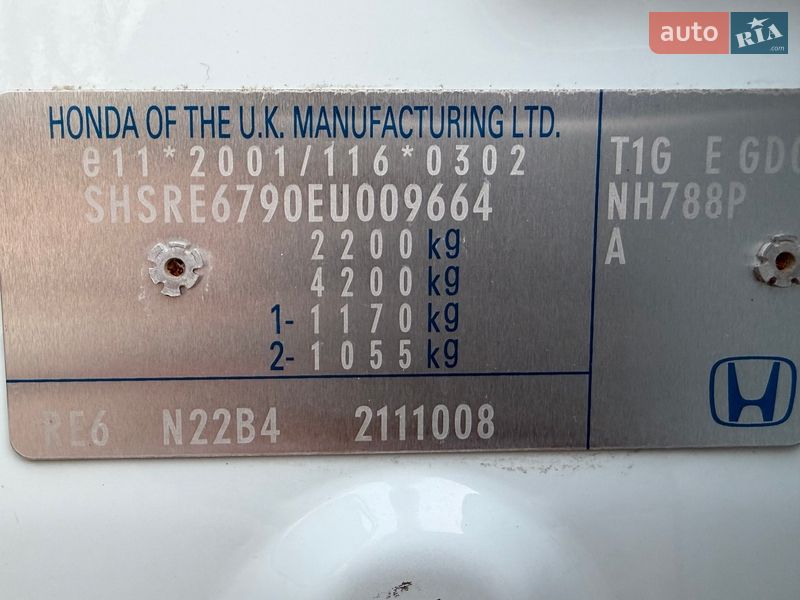 auto RIA.com
HONDA OF THE U.K. MANUFACTURING LTD.
e11*2001/116*0302
SHSRE6790EU009664
2200 kg
4200 kg
1- 1170 kg
2- 1055 kg
RE6 N22B4 2111008
T1G E GD
NH788P
A